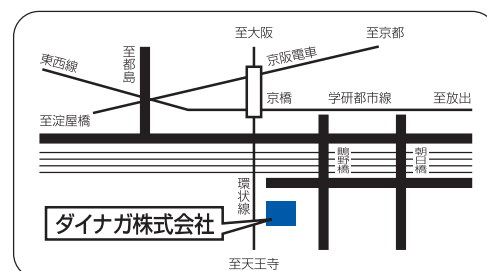 至大阪
至京都
至都島
東西線
京阪電車
京橋
学研都市線
至放出
至淀屋橋
鴫野橋
朝日橋
環状線
ダイナガ株式会社
至天王寺